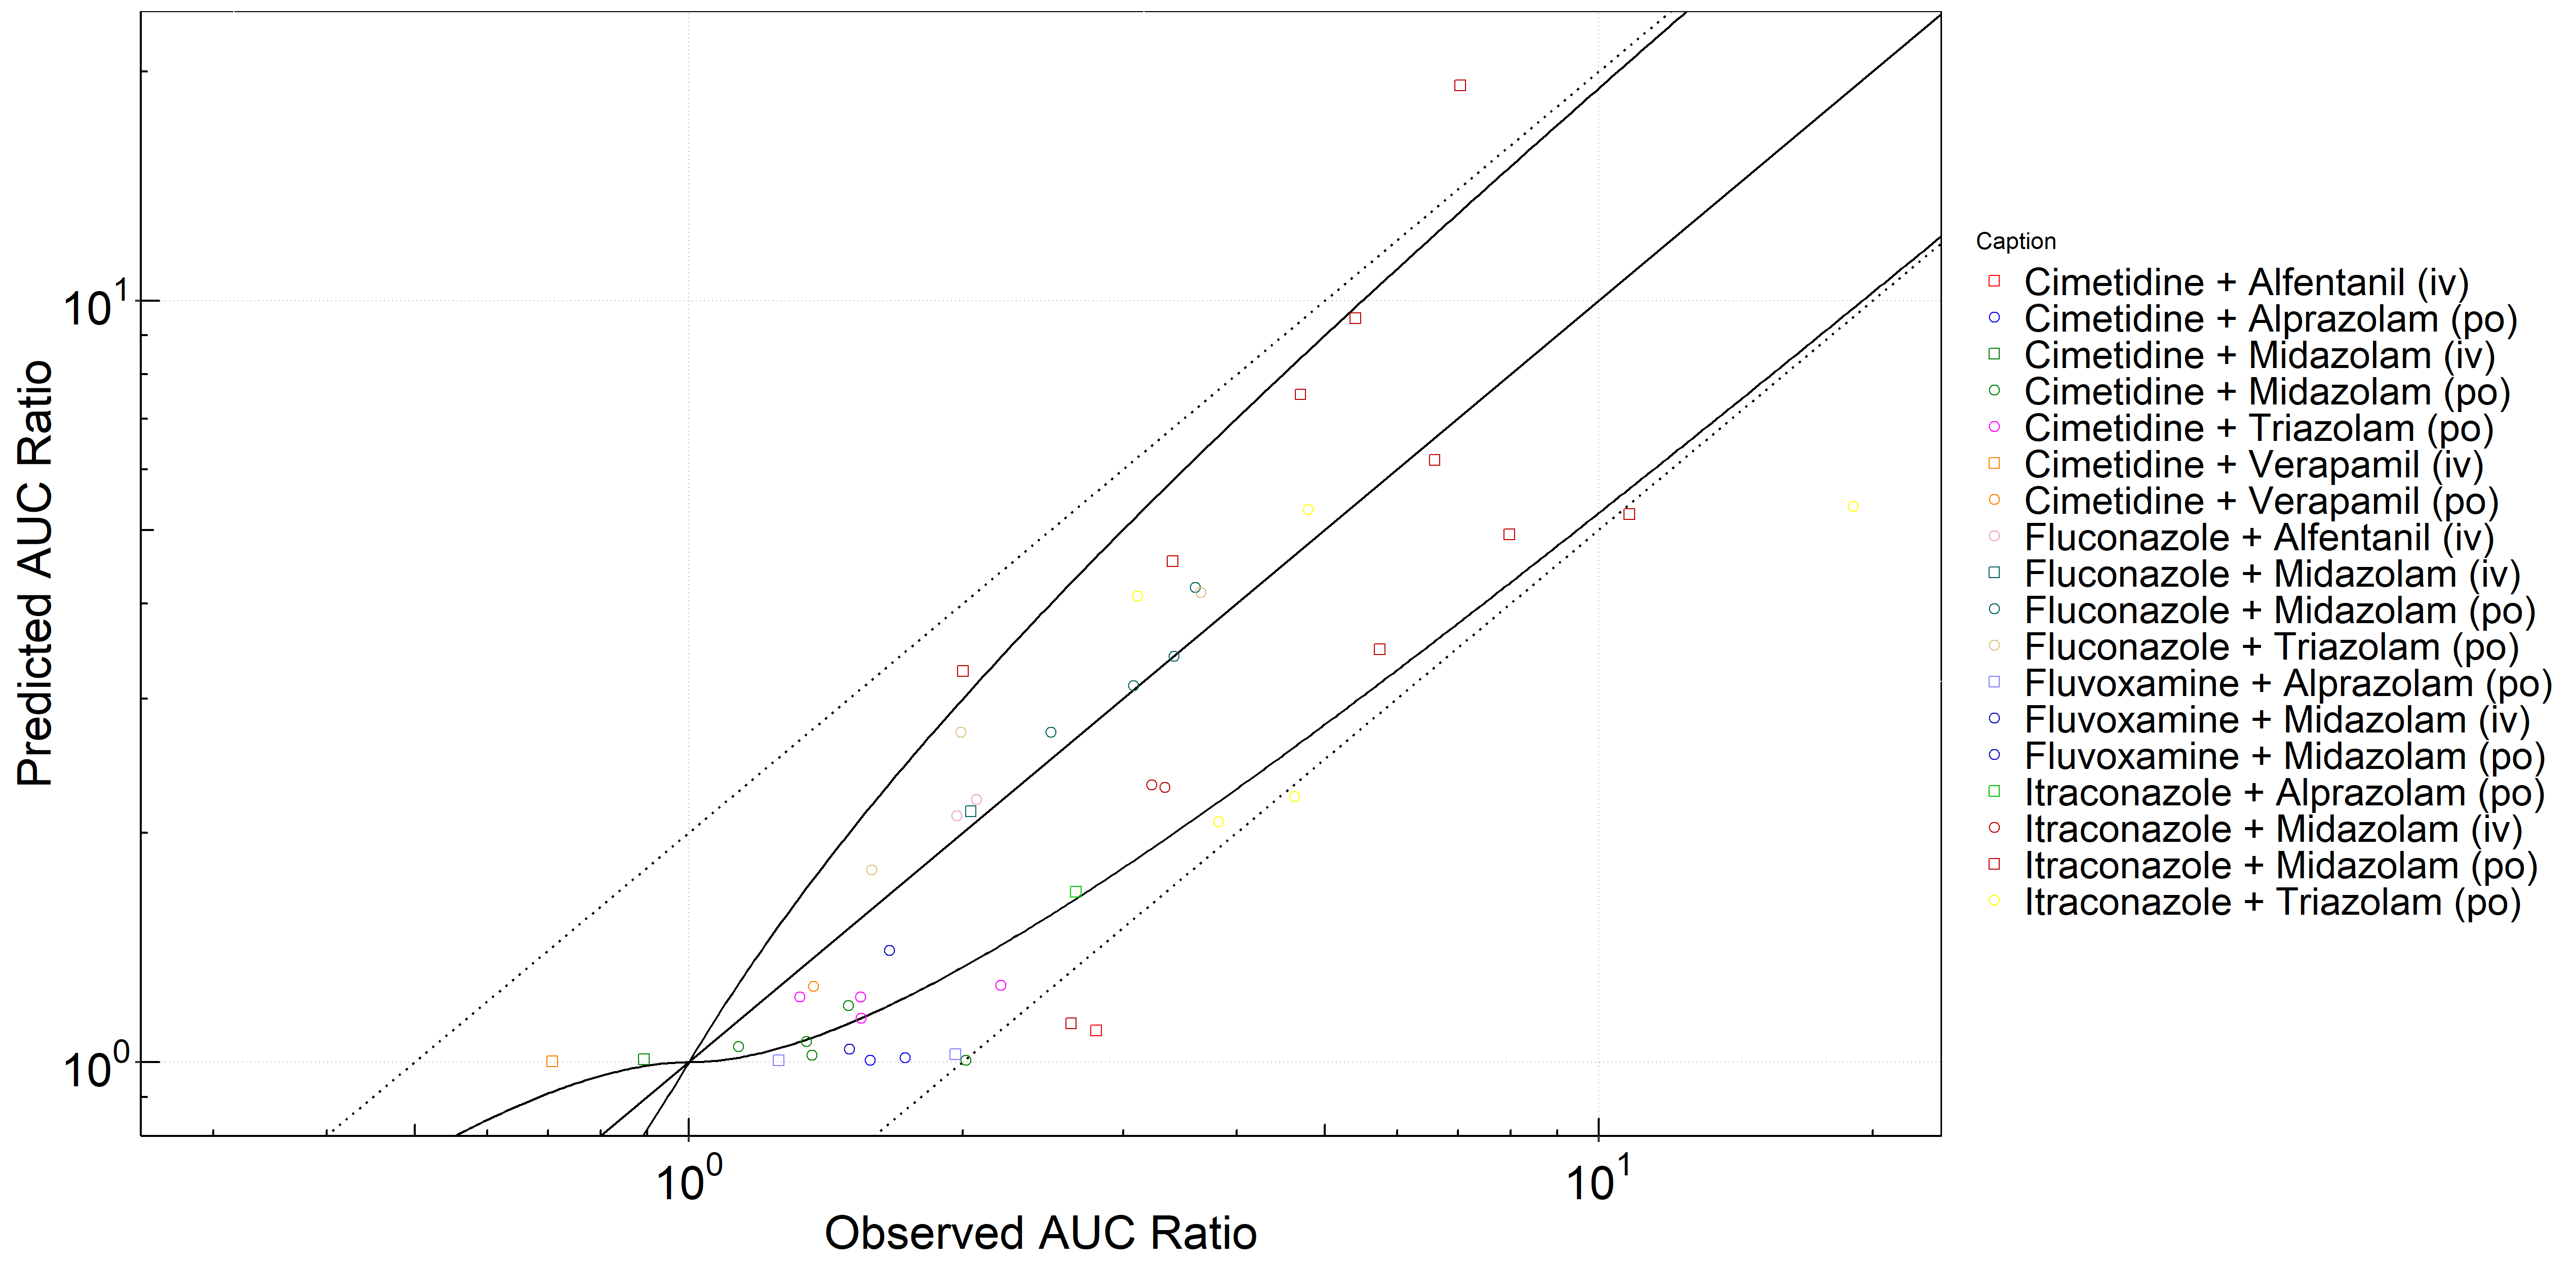 Predicted AUC Ratio
10^1
10^0
10^0
10^1
Observed AUC Ratio
Caption
Cimetidine + Alfentanil (iv)
Cimetidine + Alprazolam (po)
Cimetidine + Midazolam (iv)
Cimetidine + Midazolam (po)
Cimetidine + Triazolam (po)
Cimetidine + Verapamil (iv)
Cimetidine + Verapamil (po)
Fluconazole + Alfentanil (iv)
Fluconazole + Midazolam (iv)
Fluconazole + Midazolam (po)
Fluconazole + Triazolam (po)
Fluvoxamine + Alprazolam (po)
Fluvoxamine + Midazolam (iv)
Fluvoxamine + Midazolam (po)
Itraconazole + Alprazolam (po)
Itraconazole + Midazolam (iv)
Itraconazole + Midazolam (po)
Itraconazole + Triazolam (po)